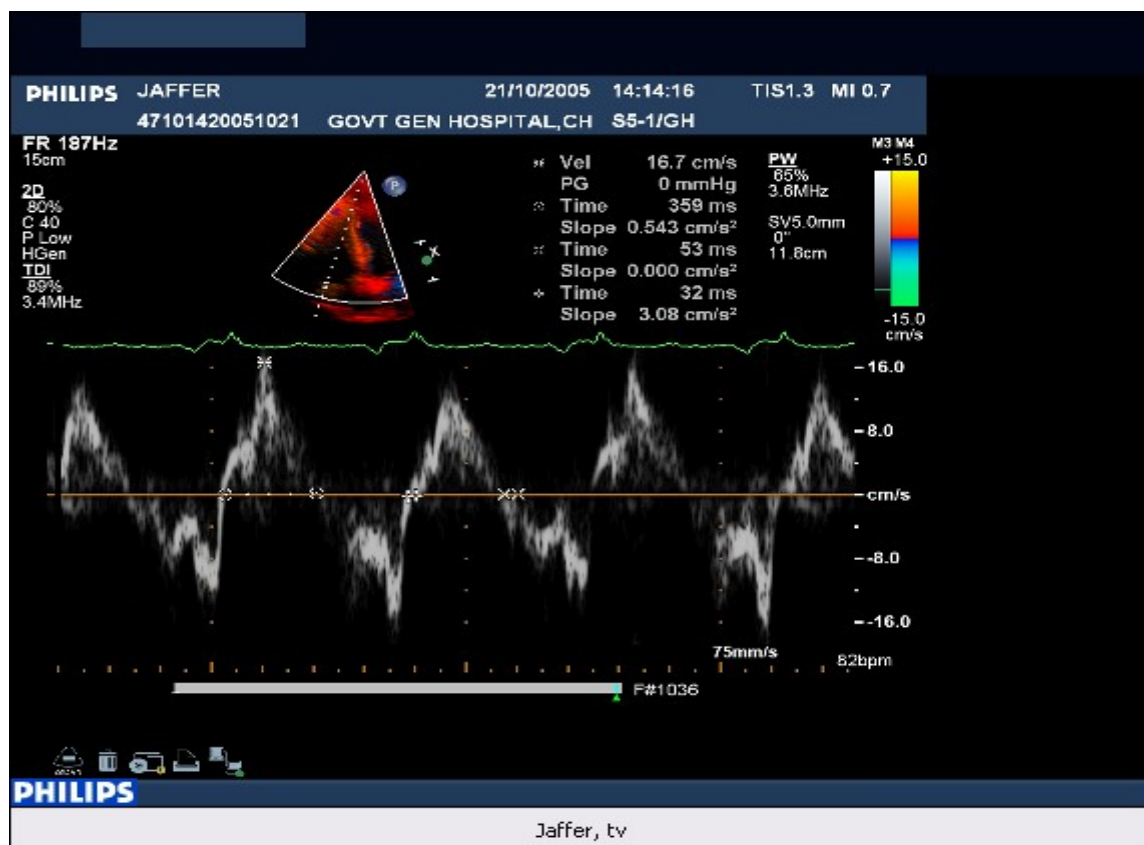 PHILIPS JAFFER 21/10/2005 14:14:16 TIS1.3 MI 0.7
47101420051021 GOVT GEN HOSPITAL,CH S5-1/GH
FR 187Hz
15cm
2D
80%
C 40
P Low
HGen
TDI
89%
3.4MHz
P
Vel 16.7 cm/s
PG 0 mmHg
Time 359 ms
Slope 0.543 cm/s²
Time 53 ms
Slope 0.000 cm/s²
Time 32 ms
Slope 3.08 cm/s²
PW
65%
3.6MHz
SV5.0mm
0°
11.8cm
M3 M4
+15.0
-15.0
cm/s
16.0
8.0
cm/s
-8.0
-16.0
75mm/s
82bpm
F#1036
PHILIPS
Jaffer, tv